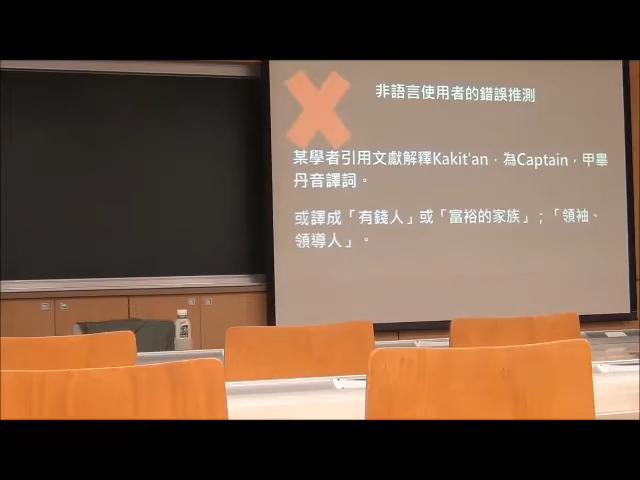 非語言使用者的錯誤推測
某學者引用文獻解釋Kakit'an，為Captain，甲畢
丹音譯詞。
或譯成「有錢人」或「富裕的家族」；「領袖、
領導人」。